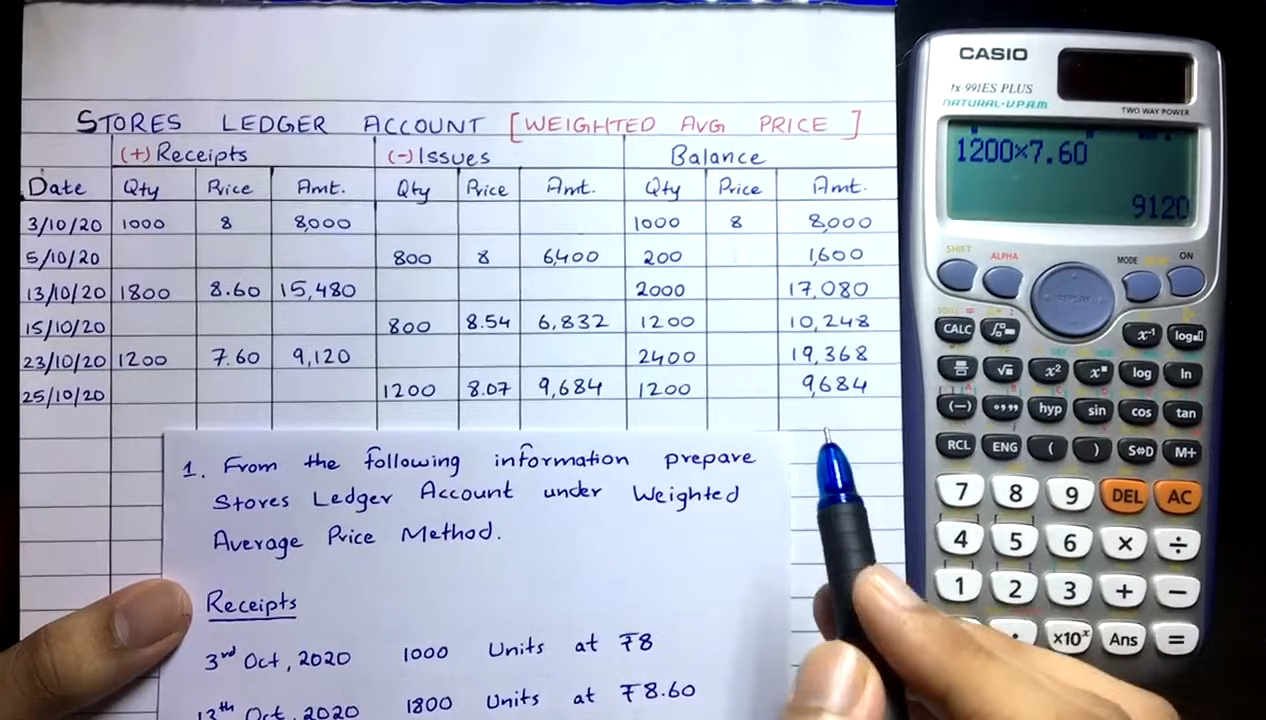 STORES LEDGER ACCOUNT [WEIGHTED AVG PRICE]
(+) Receipts (-) Issues Balance
Date Qty Price Amt. Qty Price Amt. Qty Price Amt.
3/10/20 1000 8 8,000 1000 8 8,000
5/10/20 800 8 6,400 200 1,600
13/10/20 1800 8.60 15,480 2000 17,080
15/10/20 800 8.54 6,832 1200 10,248
23/10/20 1200 7.60 9,120 2400 19,368
25/10/20 1200 8.07 9,684 1200 9,684
1. From the following information prepare
Stores Ledger Account under Weighted
Average Price Method.
Receipts
3rd Oct, 2020 1000 Units at ₹8
13th Oct, 2020 1800 Units at ₹8.60
CASIO
fx-991ES PLUS
NATURAL-V.P.A.M.
TWO WAY POWER
1200×7.60
9120
SHIFT ALPHA MODE ON
REPLAY
CALC x⁻¹ log
√ x² log ln
(−) hyp sin cos tan
RCL ENG ( ) S⇔D M+
7 8 9 DEL AC
4 5 6 × ÷
1 2 3 + −
×10ˣ Ans =